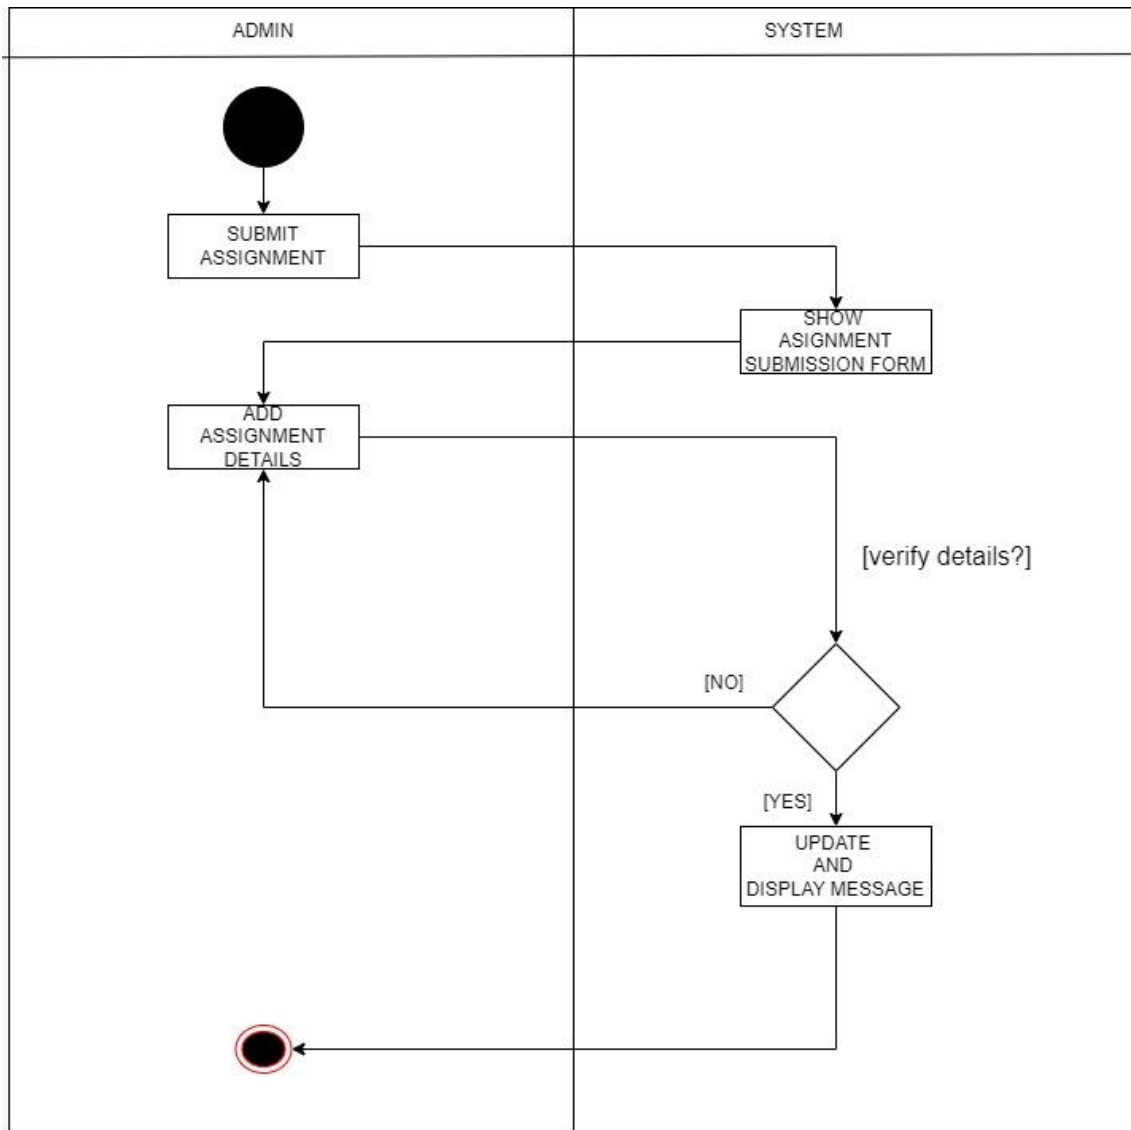 ADMIN
SYSTEM
SUBMIT
ASSIGNMENT
SHOW
ASIGNMENT
SUBMISSION FORM
ADD
ASSIGNMENT
DETAILS
[verify details?]
[NO]
[YES]
UPDATE
AND
DISPLAY MESSAGE